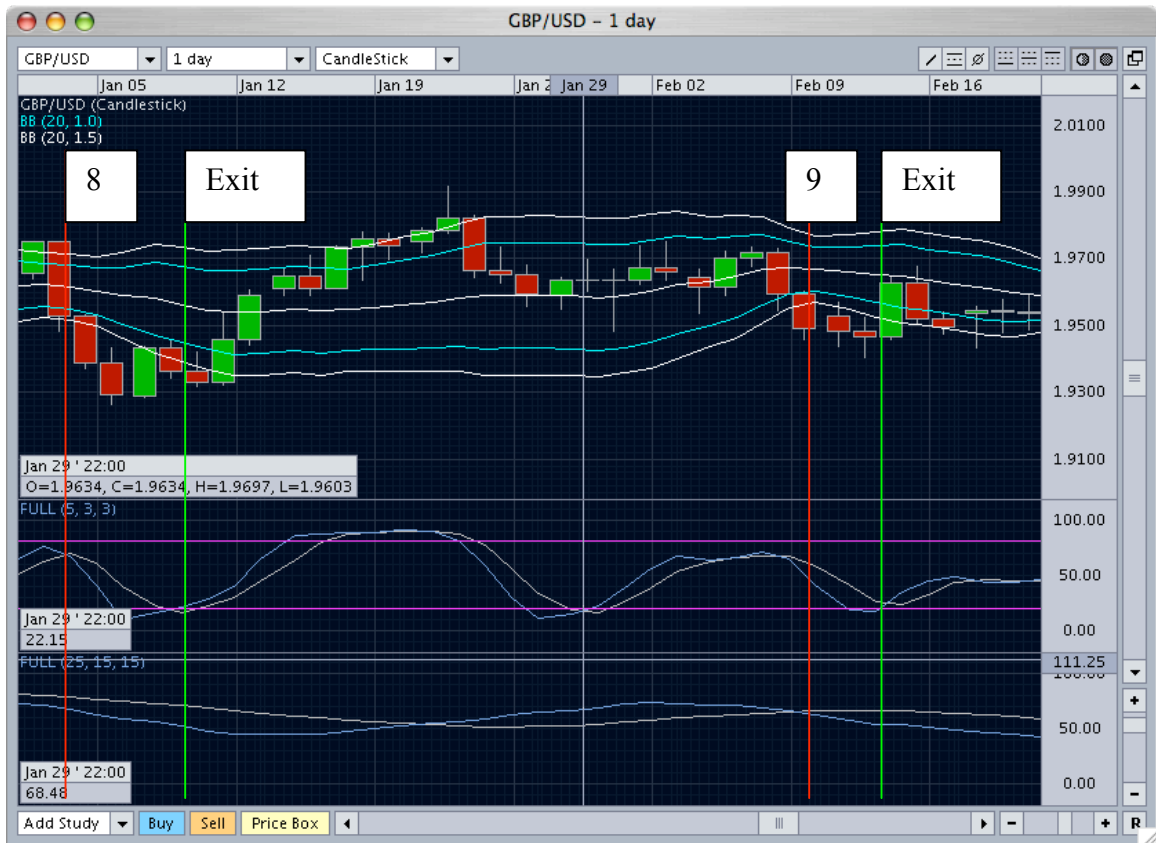 GBP/USD – 1 day
GBP/USD 1 day CandleStick
Jan 05 Jan 12 Jan 19 Jan 29 Feb 02 Feb 09 Feb 16
GBP/USD (Candlestick)
BB (20, 1.0)
BB (20, 1.5)
8 Exit 9 Exit
2.0100
1.9900
1.9700
1.9500
1.9300
1.9100
Jan 29 ' 22:00
O=1.9634, C=1.9634, H=1.9697, L=1.9603
FULL (5, 3, 3)
100.00
50.00
0.00
Jan 29 ' 22:00
22.15
FULL (25, 15, 15)
111.25
100.00
50.00
0.00
Jan 29 ' 22:00
68.48
Add Study Buy Sell Price Box R